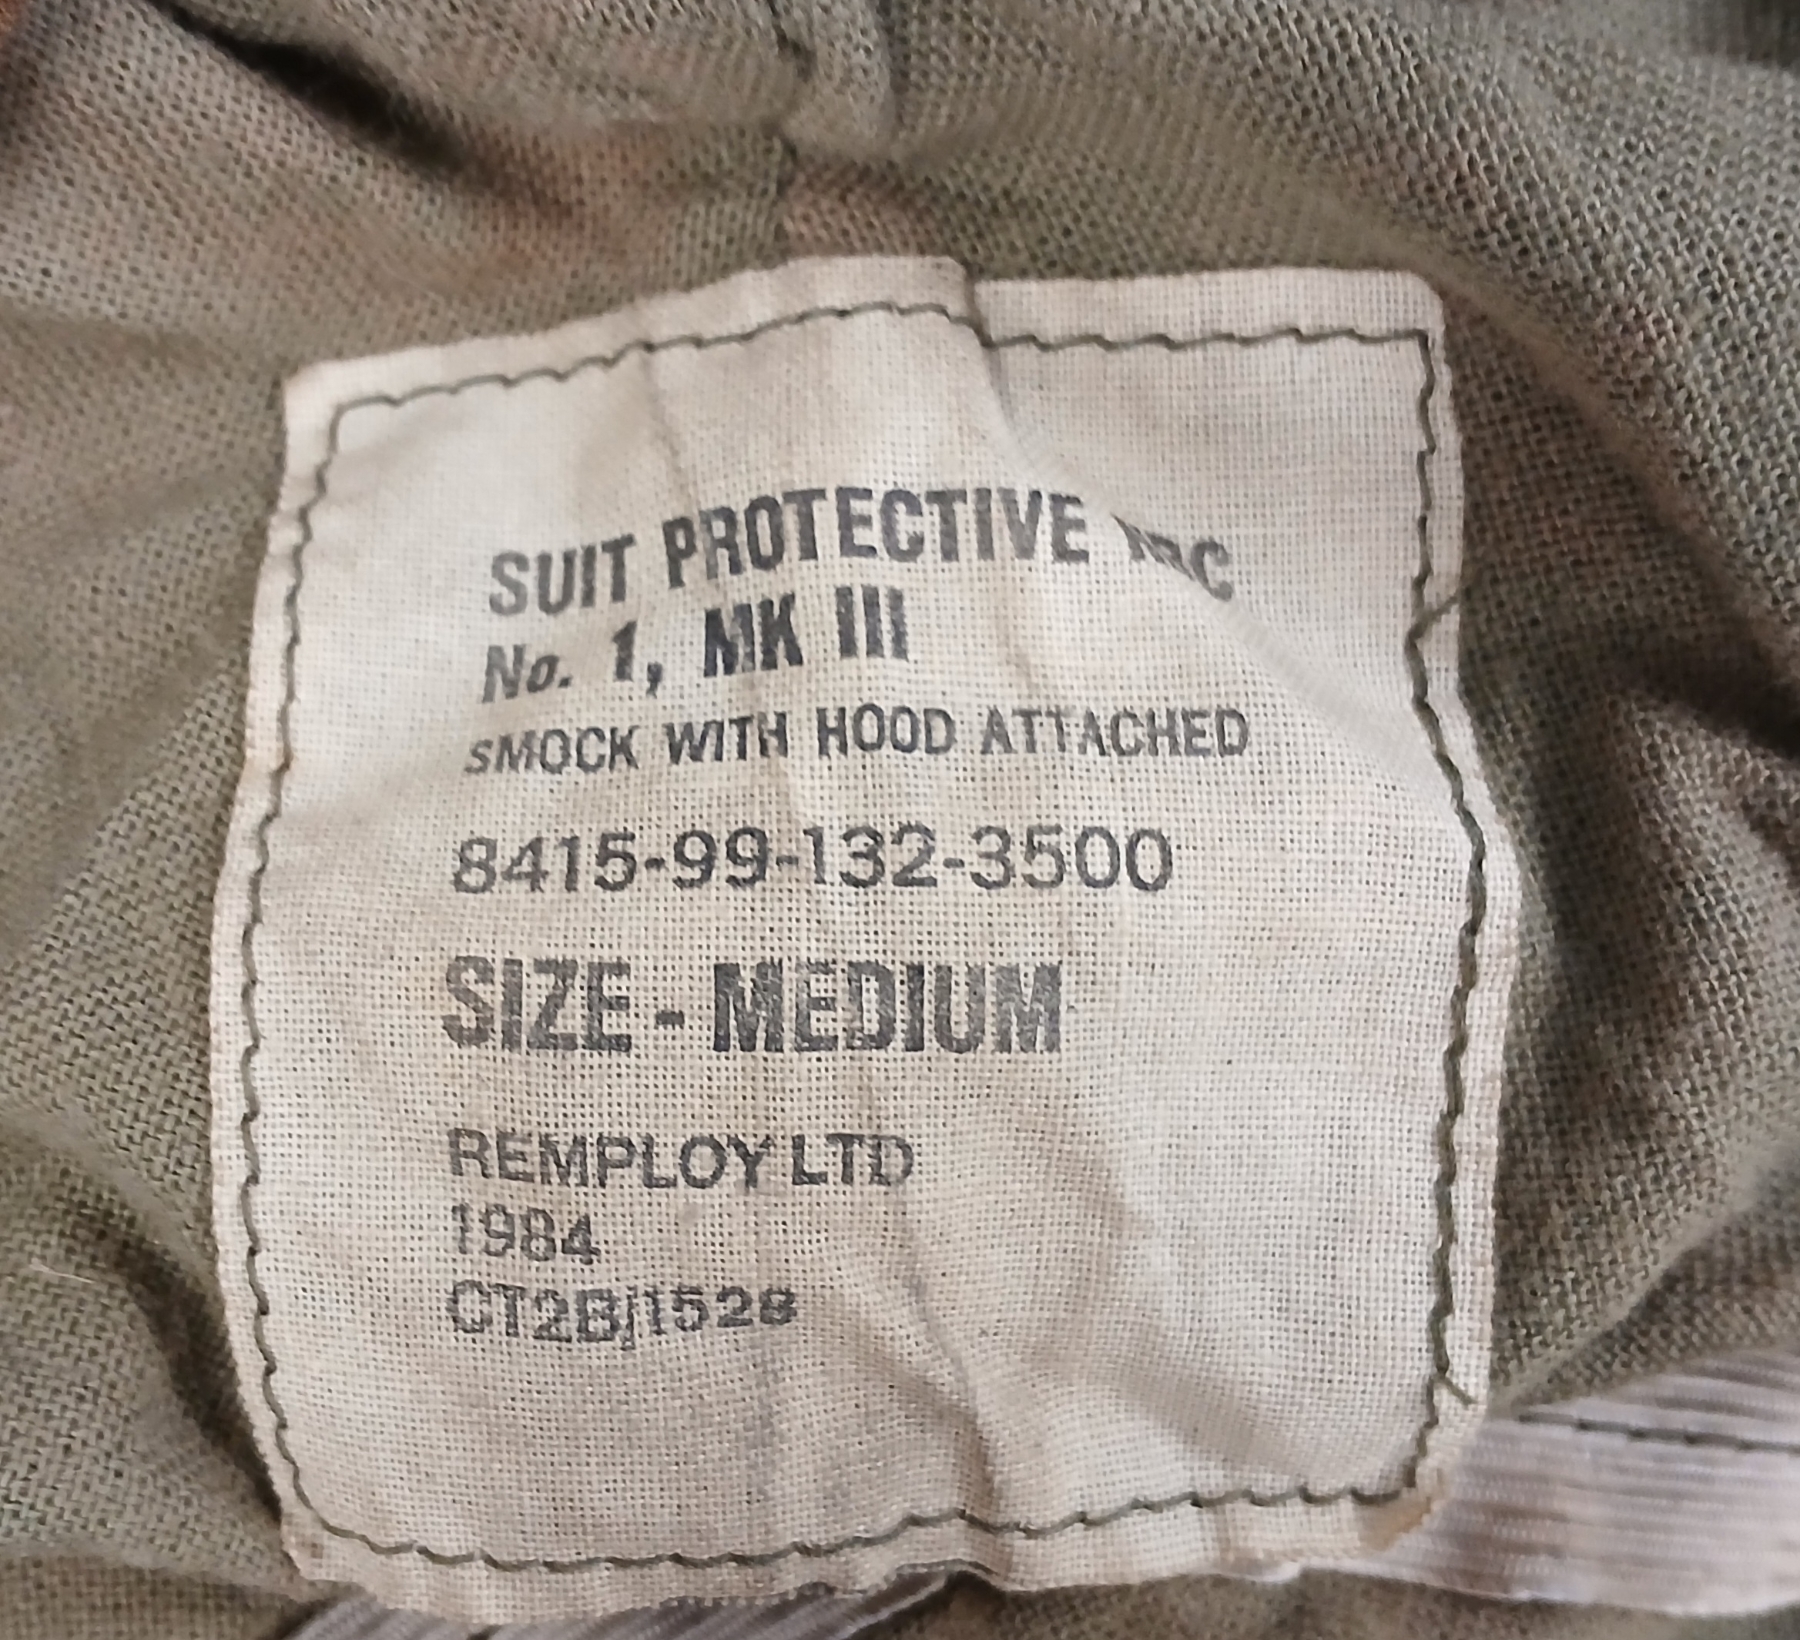 SUIT PROTECTIVE NBC
No. 1, MK III
SMOCK WITH HOOD ATTACHED
8415-99-132-3500
SIZE - MEDIUM
REMPLOY LTD
1984
CT2B/1528